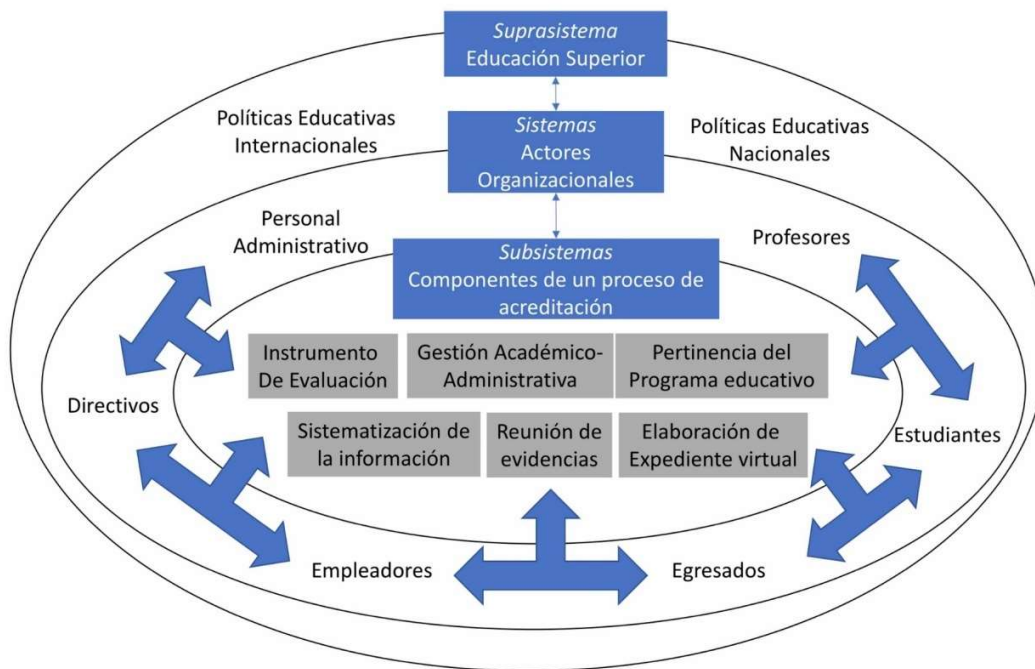 Suprasistema
Educación Superior
Políticas Educativas
Internacionales
Sistemas
Actores
Organizacionales
Políticas Educativas
Nacionales
Personal
Administrativo
Subsistemas
Componentes de un proceso de
acreditación
Profesores
Instrumento
De Evaluación
Gestión Académico-
Administrativa
Pertinencia del
Programa educativo
Directivos
Sistematización de
la información
Reunión de
evidencias
Elaboración de
Expediente virtual
Estudiantes
Empleadores
Egresados